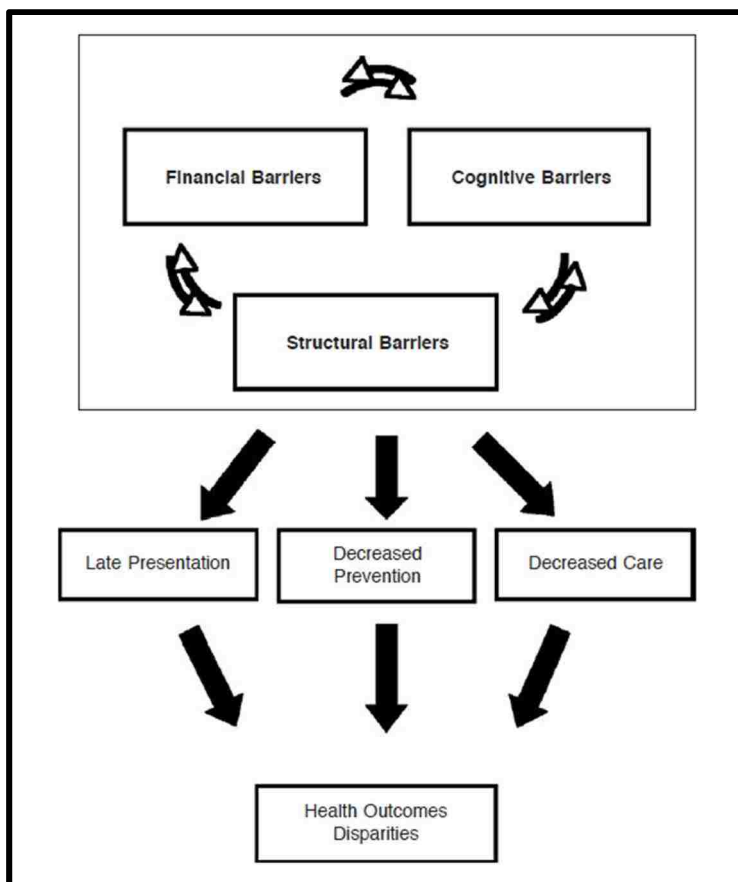 Financial Barriers
Cognitive Barriers
Structural Barriers
Late Presentation
Decreased
Prevention
Decreased Care
Health Outcomes
Disparities